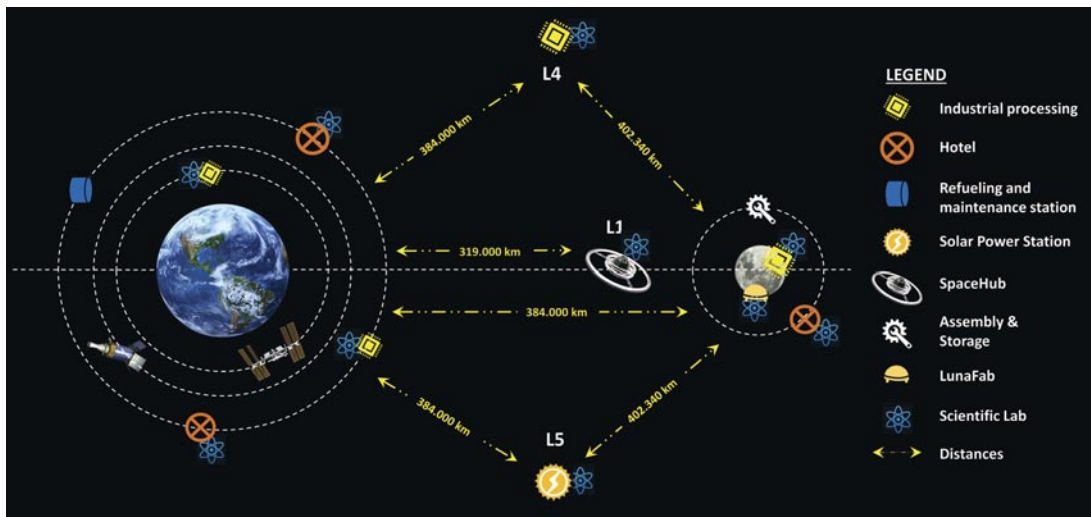 L4
384.000 km
402.340 km
L1
319.000 km
384.000 km
384.000 km
402.340 km
L5
LEGEND
Industrial processing
Hotel
Refueling and
maintenance station
Solar Power Station
SpaceHub
Assembly &
Storage
LunaFab
Scientific Lab
Distances